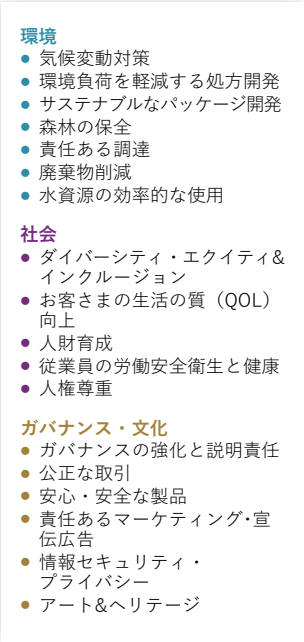 環境
● 気候変動対策
● 環境負荷を軽減する処方開発
● サステナブルなパッケージ開発
● 森林の保全
● 責任ある調達
● 廃棄物削減
● 水資源の効率的な使用
社会
● ダイバーシティ・エクイティ&
インクルージョン
● お客さまの生活の質（QOL）
向上
● 人財育成
● 従業員の労働安全衛生と健康
● 人権尊重
ガバナンス・文化
● ガバナンスの強化と説明責任
● 公正な取引
● 安心・安全な製品
● 責任あるマーケティング・宣
伝広告
● 情報セキュリティ・
プライバシー
● アート&ヘリテージ